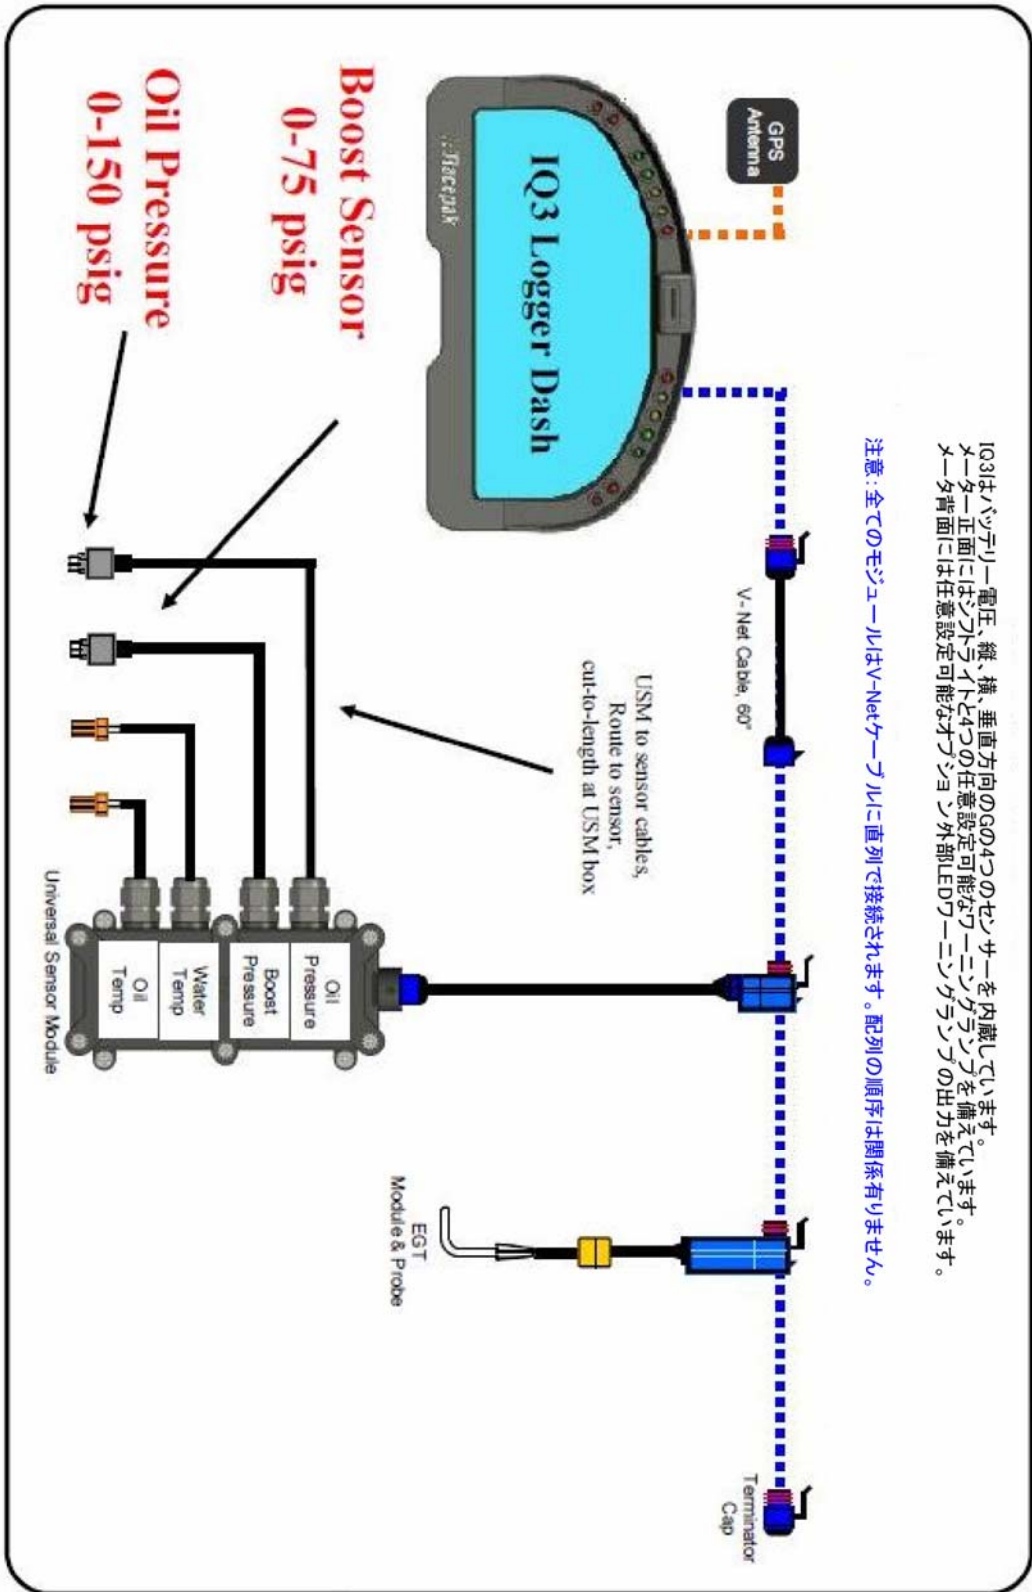 IQ3はバッテリー電圧、縦、横、垂直方向のGの4つのセンサーを内蔵しています。
メーター正面にはシフトライトと4つの任意設定可能なワーニングランプを備えています。
メータ背面には任意設定可能なオプション外部LEDワーニングランプの出力を備えています。
注意:全てのモジュールはV-Netケーブルに直列で接続されます。配列の順序は関係有りません。
GPS
Antenna
V-Net Cable, 60"
Terminator
Cap
IQ3 Logger Dash
Racepak
USM to sensor cables,
Route to sensor,
cut-to-length at USM box
EGT
Module & Probe
Boost Sensor
0-75 psig
Oil Pressure
0-150 psig
Oil
Pressure
Boost
Pressure
Water
Temp
Oil
Temp
Universal Sensor Module